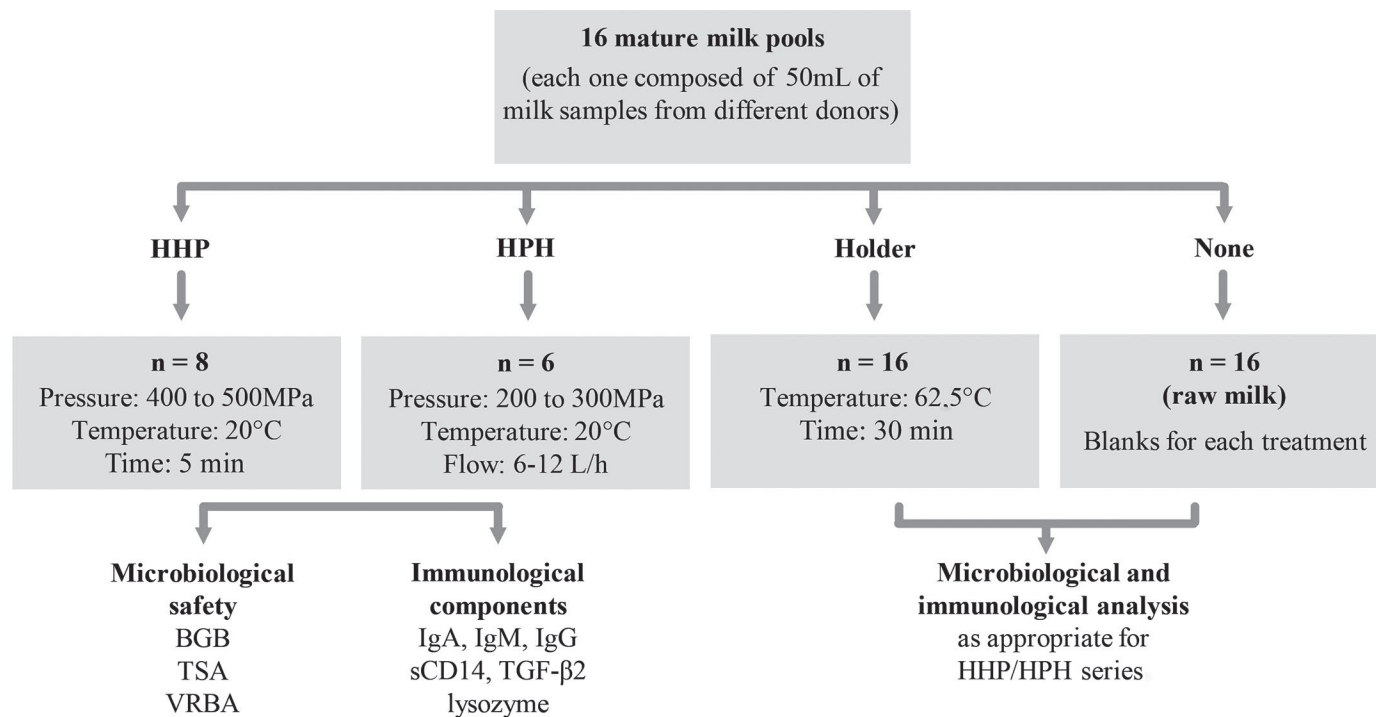 16 mature milk pools
(each one composed of 50mL of
milk samples from different donors)
HHP
HPH
Holder
None
n = 8
Pressure: 400 to 500MPa
Temperature: 20°C
Time: 5 min
n = 6
Pressure: 200 to 300MPa
Temperature: 20°C
Flow: 6-12 L/h
n = 16
Temperature: 62.5°C
Time: 30 min
n = 16
(raw milk)
Blanks for each treatment
Microbiological
safety
BGB
TSA
VRBA
Immunological
components
IgA, IgM, IgG
sCD14, TGF-β2
lysozyme
Microbiological and
immunological analysis
as appropriate for
HHP/HPH series